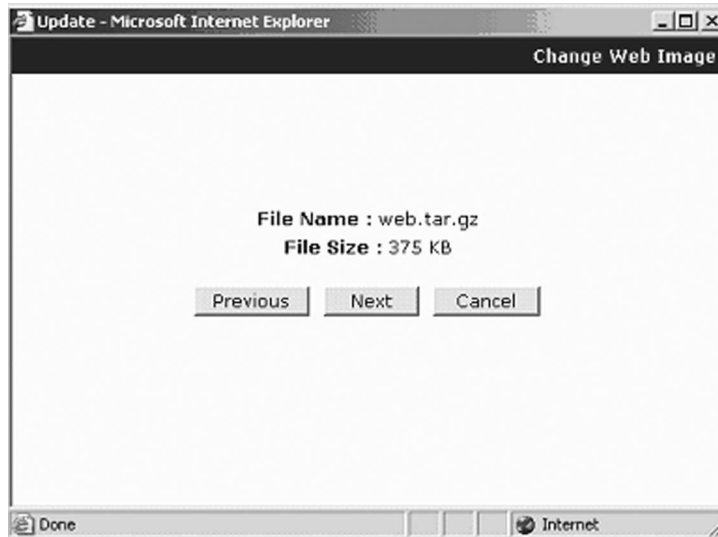 Update - Microsoft Internet Explorer
Change Web Image
File Name : web.tar.gz
File Size : 375 KB
Previous Next Cancel
Done Internet